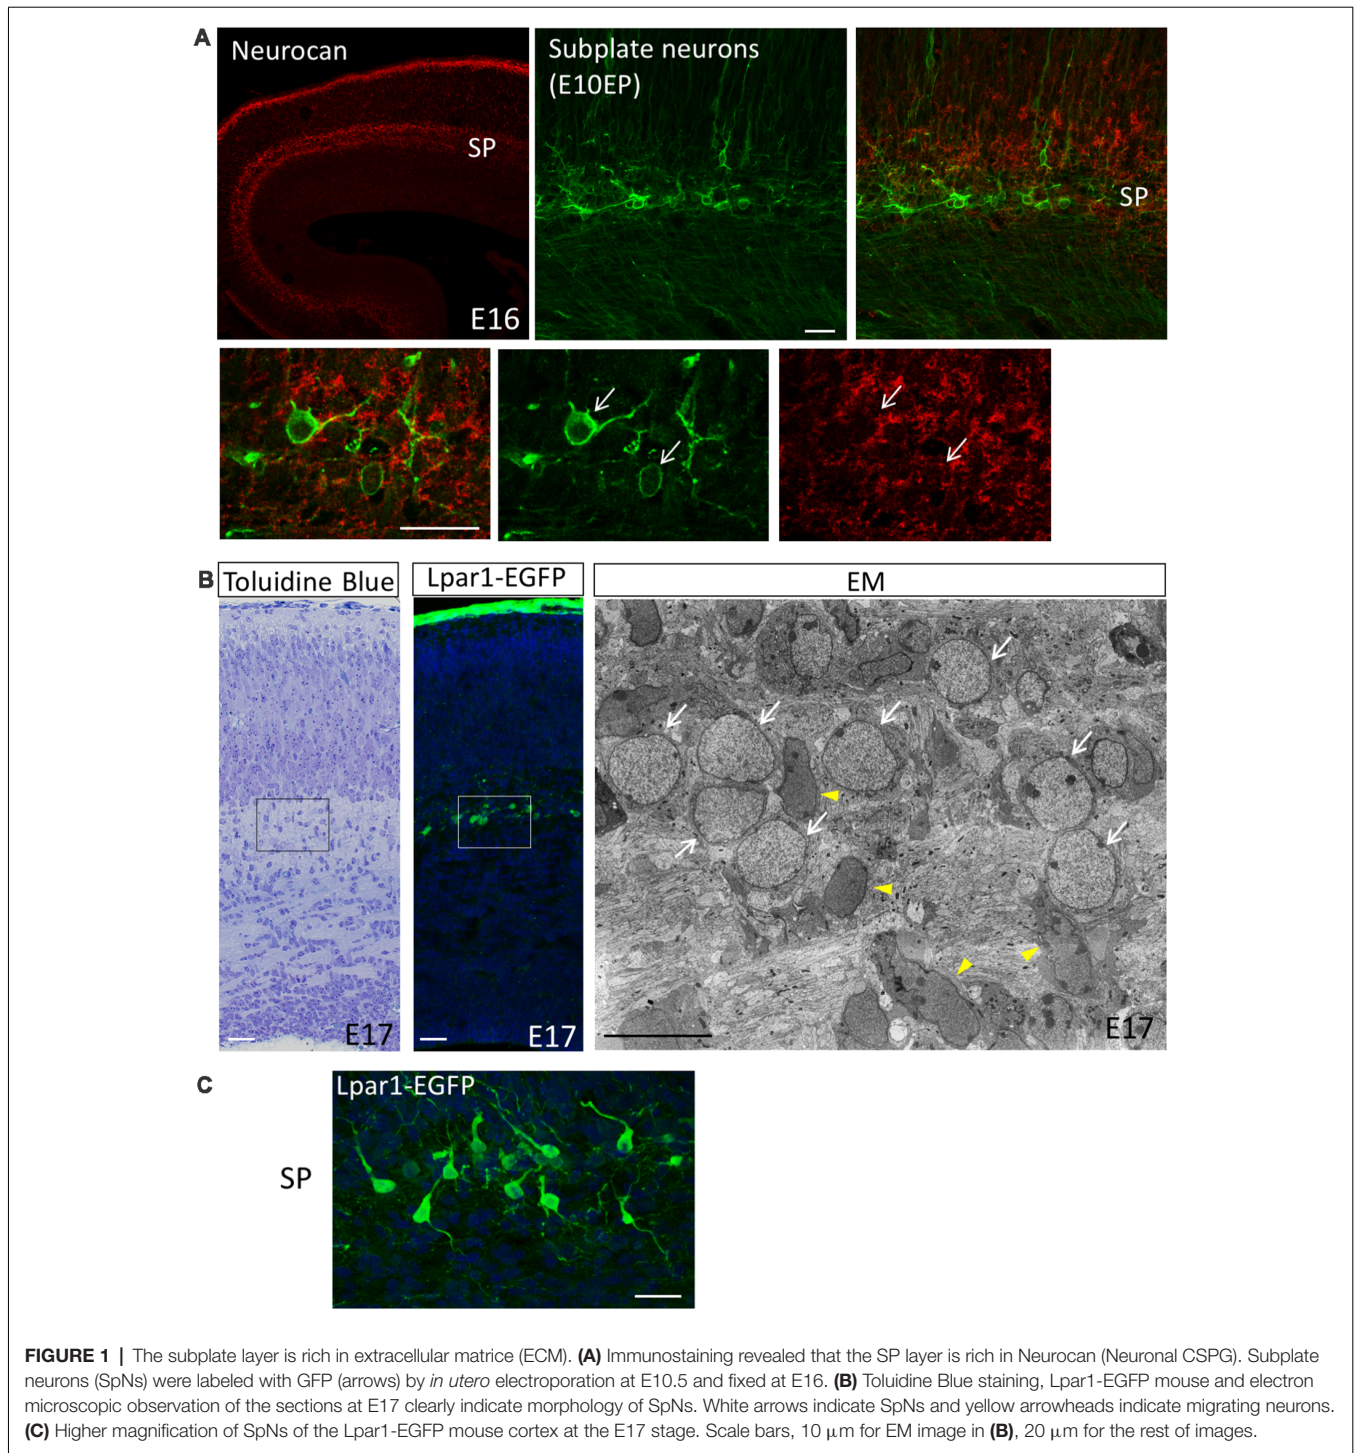 A
Neurocan
SP
E16
Subplate neurons
(E10EP)
SP
B
Toluidine Blue
E17
Lpar1-EGFP
E17
EM
E17
C
SP
Lpar1-EGFP
FIGURE 1 | The subplate layer is rich in extracellular matrice (ECM). (A) Immunostaining revealed that the SP layer is rich in Neurocan (Neuronal CSPG). Subplate
neurons (SpNs) were labeled with GFP (arrows) by in utero electroporation at E10.5 and fixed at E16. (B) Toluidine Blue staining, Lpar1-EGFP mouse and electron
microscopic observation of the sections at E17 clearly indicate morphology of SpNs. White arrows indicate SpNs and yellow arrowheads indicate migrating neurons.
(C) Higher magnification of SpNs of the Lpar1-EGFP mouse cortex at the E17 stage. Scale bars, 10 μm for EM image in (B), 20 μm for the rest of images.